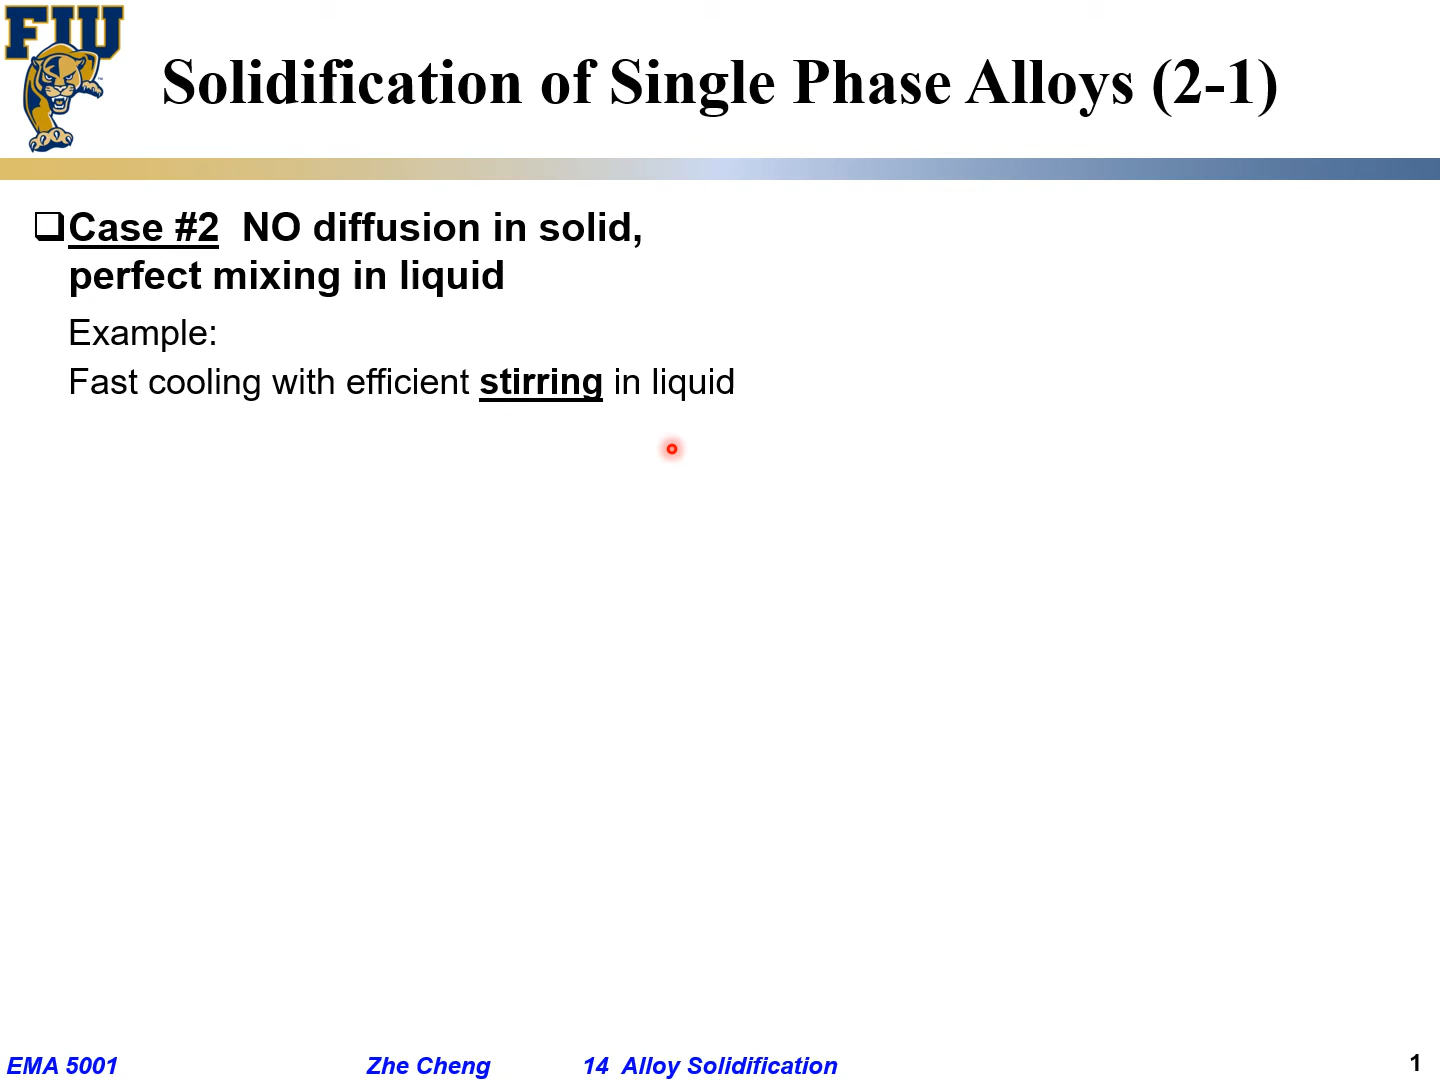 FIU
Solidification of Single Phase Alloys (2-1)
Case #2 NO diffusion in solid,
perfect mixing in liquid
Example:
Fast cooling with efficient stirring in liquid
EMA 5001 Zhe Cheng 14 Alloy Solidification 1